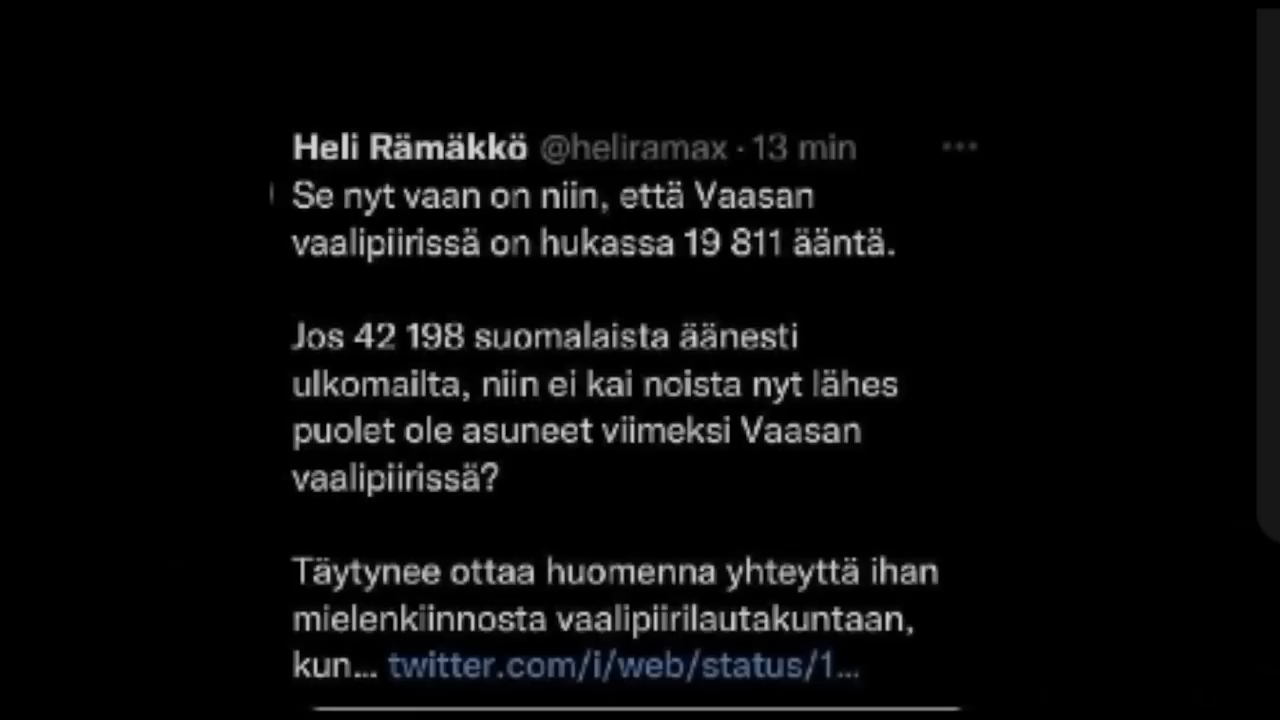 Heli Rämäkkö @heliramax · 13 min ...
Se nyt vaan on niin, että Vaasan
vaalipiirissä on hukassa 19 811 ääntä.
Jos 42 198 suomalaista äänesti
ulkomailta, niin ei kai noista nyt lähes
puolet ole asuneet viimeksi Vaasan
vaalipiirissä?
Täytynee ottaa huomenna yhteyttä ihan
mielenkiinnosta vaalipiirilautakuntaan,
kun... twitter.com/i/web/status/1...